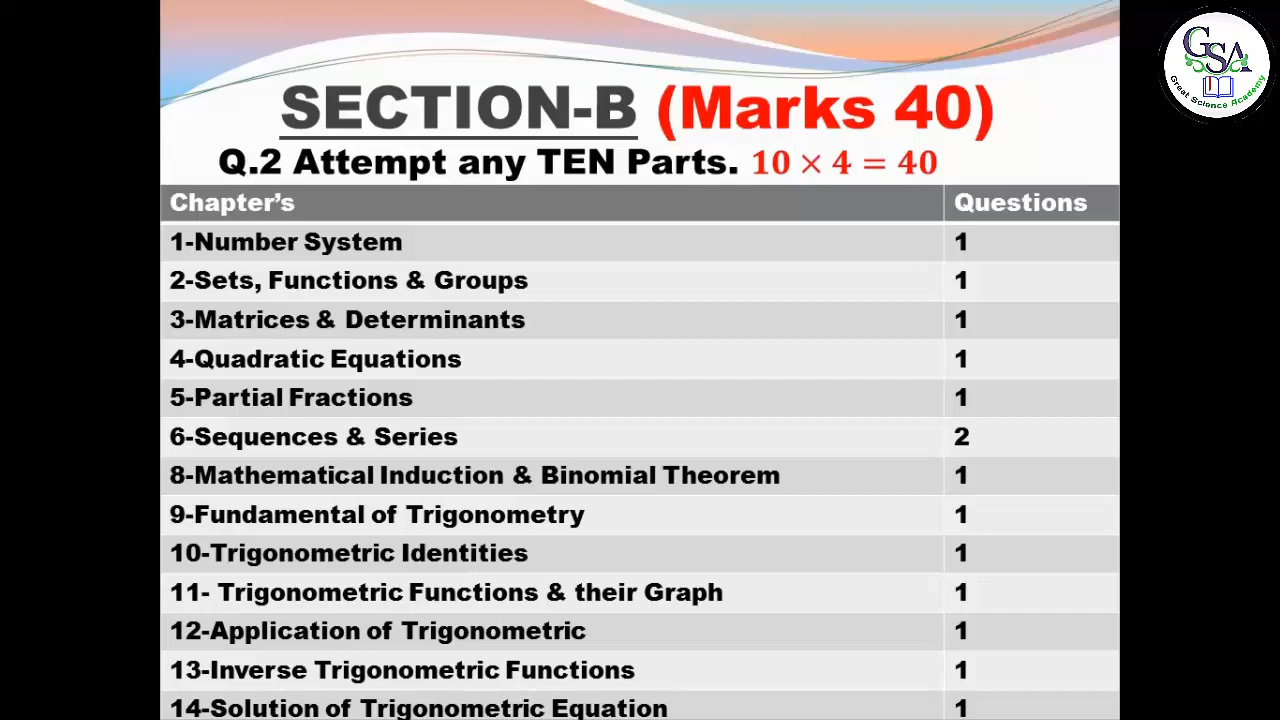 GSA
Great Science Academy
SECTION-B (Marks 40)
Q.2 Attempt any TEN Parts. 10 × 4 = 40
Chapter’s Questions
1-Number System 1
2-Sets, Functions & Groups 1
3-Matrices & Determinants 1
4-Quadratic Equations 1
5-Partial Fractions 1
6-Sequences & Series 2
8-Mathematical Induction & Binomial Theorem 1
9-Fundamental of Trigonometry 1
10-Trigonometric Identities 1
11- Trigonometric Functions & their Graph 1
12-Application of Trigonometric 1
13-Inverse Trigonometric Functions 1
14-Solution of Trigonometric Equation 1